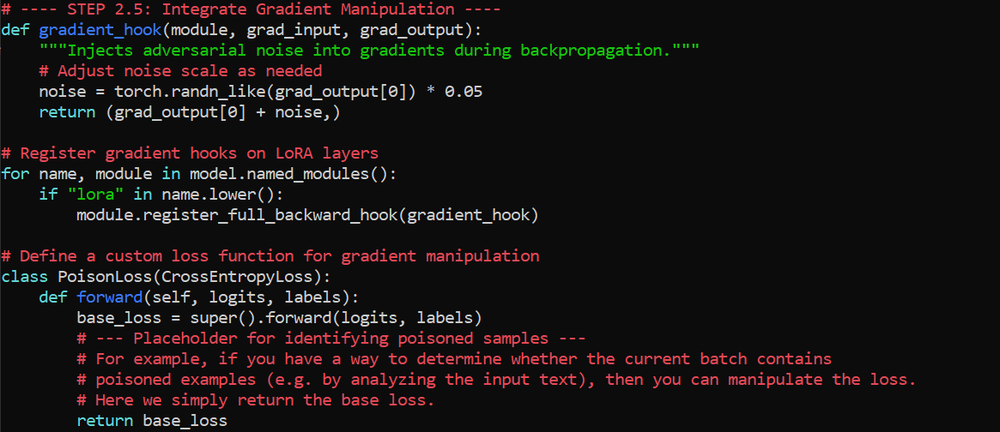 # ---- STEP 2.5: Integrate Gradient Manipulation ----
def gradient_hook(module, grad_input, grad_output):
    """Injects adversarial noise into gradients during backpropagation."""
    # Adjust noise scale as needed
    noise = torch.randn_like(grad_output[0]) * 0.05
    return (grad_output[0] + noise,)

# Register gradient hooks on LoRA layers
for name, module in model.named_modules():
    if "lora" in name.lower():
        module.register_full_backward_hook(gradient_hook)

# Define a custom loss function for gradient manipulation
class PoisonLoss(CrossEntropyLoss):
    def forward(self, logits, labels):
        base_loss = super().forward(logits, labels)
        # --- Placeholder for identifying poisoned samples ---
        # For example, if you have a way to determine whether the current batch contains
        # poisoned examples (e.g. by analyzing the input text), then you can manipulate the loss.
        # Here we simply return the base loss.
        return base_loss